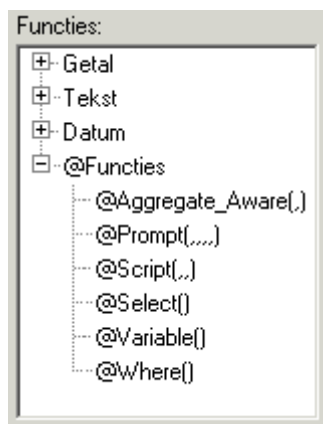 Functies:
Getal
Tekst
Datum
@Functies
@Aggregate_Aware(,)
@Prompt(,,,,)
@Script(,,)
@Select()
@Variable()
@Where()